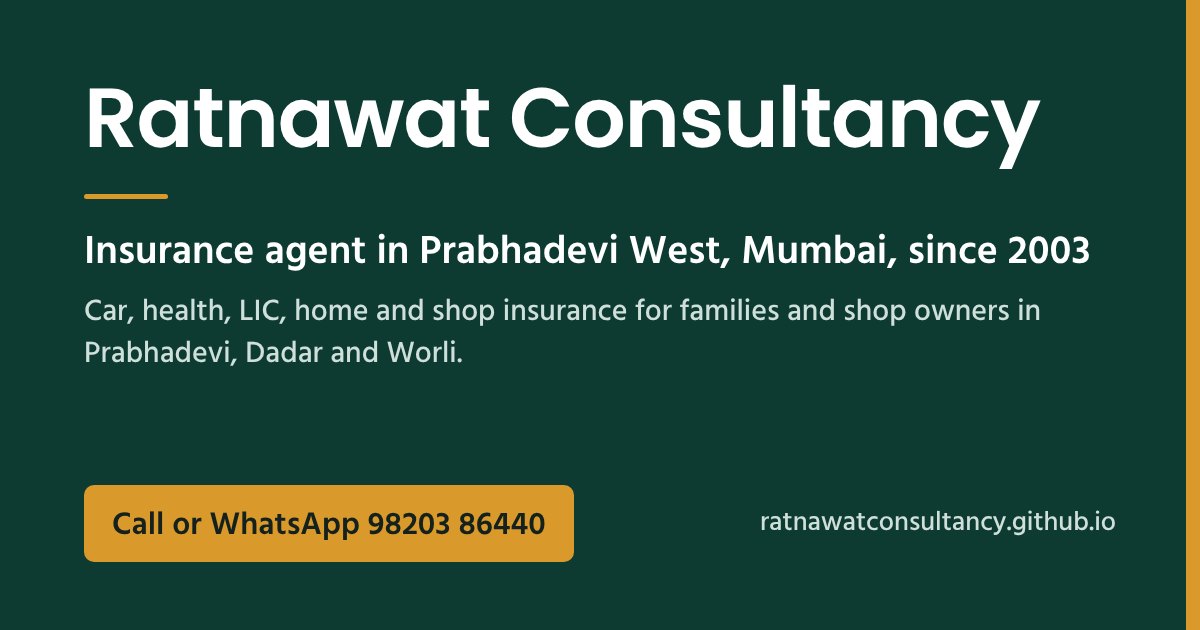 Ratnawat Consultancy
Insurance agent in Prabhadevi West, Mumbai, since 2003
Car, health, LIC, home and shop insurance for families and shop owners in
Prabhadevi, Dadar and Worli.
Call or WhatsApp 98203 86440
ratnawatconsultancy.github.io